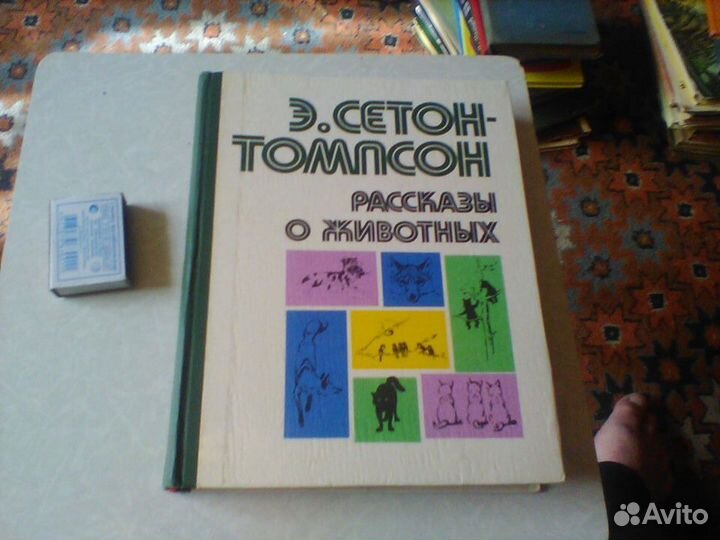 Э. СЕТОН-
ТОМПСОН
РАССКАЗЫ
О ЖИВОТНЫХ
Avito